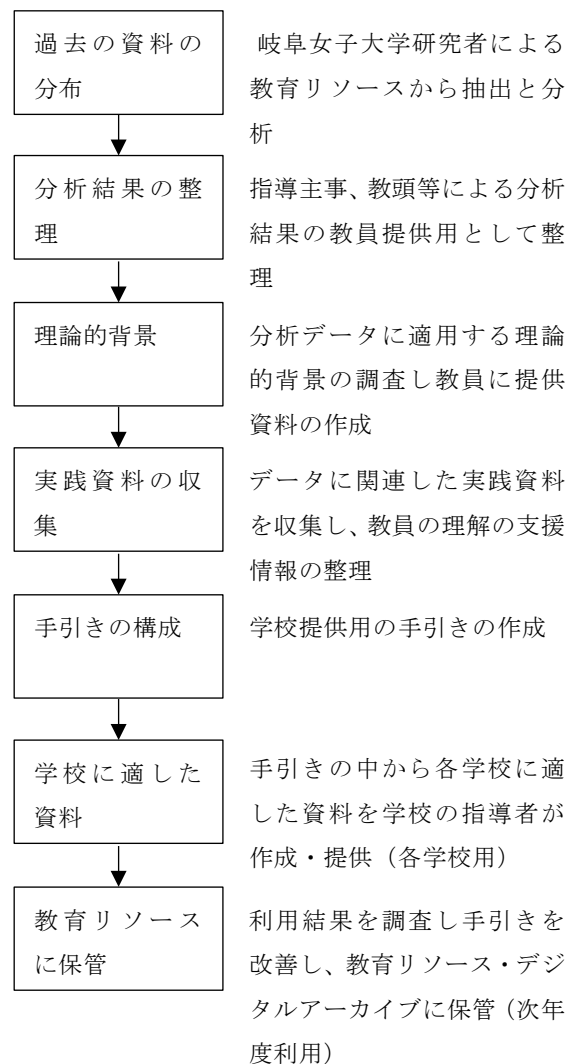 過去の資料の
分布
岐阜女子大学研究者による
教育リソースから抽出と分
析
分析結果の整
理
指導主事、教頭等による分析
結果の教員提供用として整
理
理論的背景
分析データに適用する理論
的背景の調査し教員に提供
資料の作成
実践資料の収
集
データに関連した実践資料
を収集し、教員の理解の支援
情報の整理
手引きの構成
学校提供用の手引きの作成
学校に適した
資料
手引きの中から各学校に適
した資料を学校の指導者が
作成・提供（各学校用）
教育リソース
に保管
利用結果を調査し手引きを
改善し、教育リソース・デジ
タルアーカイブに保管（次年
度利用）